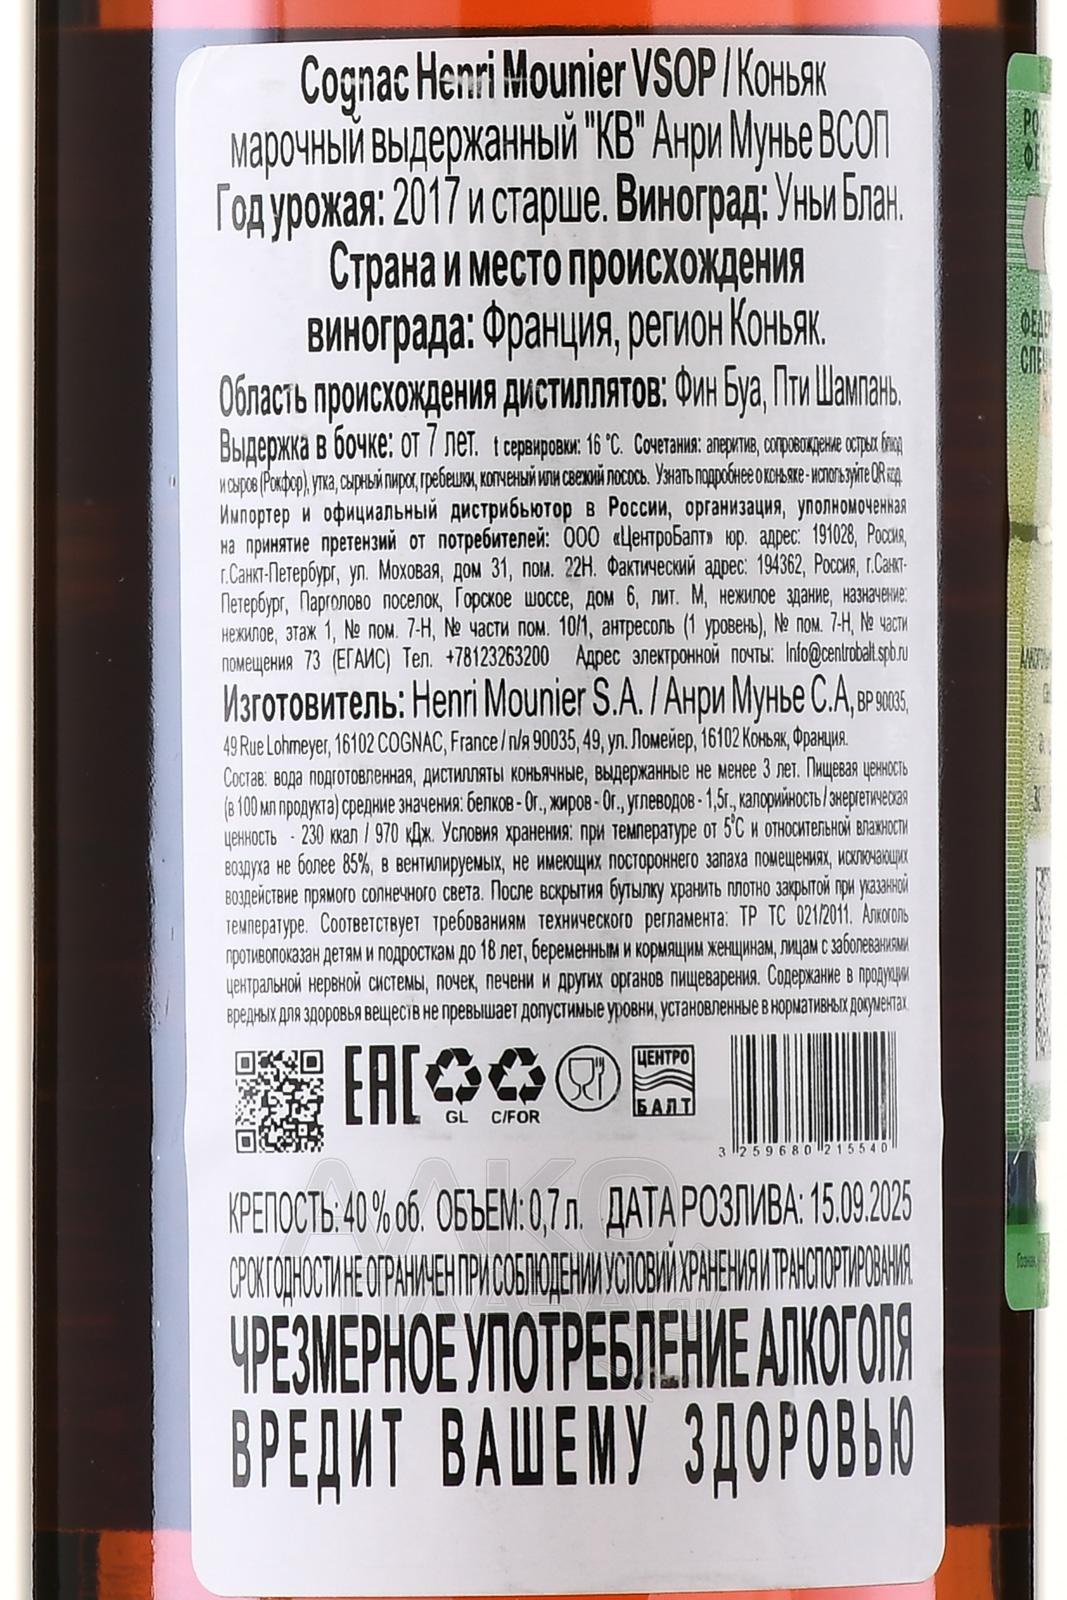 Cognac Henri Mounier VSOP / Коньяк
марочный выдержанный "КВ" Анри Мунье ВСОП
Год урожая: 2017 и старше. Виноград: Уньи Блан.
Страна и место происхождения
винограда: Франция, регион Коньяк.
Область происхождения дистиллятов: Фин Буа, Пти Шампань.
Выдержка в бочке: от 7 лет. t сервировки: 16 °C. Сочетания: аперитив, сопровождение острых блюд
и сыров (Рокфор), утка, сырный пирог, гребешки, копченый или свежий лосось. Узнать подробнее о коньяке - используйте QR код.
Импортер и официальный дистрибьютор в России, организация, уполномоченная
на принятие претензий от потребителей: ООО «ЦентроБалт» юр. адрес: 191028, Россия,
г.Санкт-Петербург, ул. Моховая, дом 31, пом. 22Н. Фактический адрес: 194362, Россия, г.Санкт-
Петербург, Парголово поселок, Горское шоссе, дом 6, лит. М, нежилое здание, назначение:
нежилое, этаж 1, № пом. 7-Н, № части пом. 10/1, антресоль (1 уровень), № пом. 7-Н, № части
помещения 73 (ЕГАИС) Тел. +78123263200 Адрес электронной почты: Info@centrobalt.spb.ru
Изготовитель: Henri Mounier S.A. / Анри Мунье С.А, BP 90035,
49 Rue Lohmeyer, 16102 COGNAC, France / п/я 90035, 49, ул. Ломейер, 16102 Коньяк, Франция.
Состав: вода подготовленная, дистилляты коньячные, выдержанные не менее 3 лет. Пищевая ценность
(в 100 мл продукта) средние значения: белков - 0г., жиров - 0г., углеводов - 1,5г., калорийность / энергетическая
ценность - 230 ккал / 970 кДж. Условия хранения: при температуре от 5°С и относительной влажности
воздуха не более 85%, в вентилируемых, не имеющих постороннего запаха помещениях, исключающих
воздействие прямого солнечного света. После вскрытия бутылку хранить плотно закрытой при указанной
температуре. Соответствует требованиям технического регламента: ТР ТС 021/2011. Алкоголь
противопоказан детям и подросткам до 18 лет, беременным и кормящим женщинам, лицам с заболеваниями
центральной нервной системы, почек, печени и других органов пищеварения. Содержание в продукции
вредных для здоровья веществ не превышает допустимые уровни, установленные в нормативных документах.
EAC
GL
C/FOR
ЦЕНТРО
БАЛТ
3 259680 215540
КРЕПОСТЬ: 40 % об. ОБЪЕМ: 0,7 л. ДАТА РОЗЛИВА: 15.09.2025
СРОК ГОДНОСТИ НЕ ОГРАНИЧЕН ПРИ СОБЛЮДЕНИИ УСЛОВИЙ ХРАНЕНИЯ И ТРАНСПОРТИРОВАНИЯ.
ЧРЕЗМЕРНОЕ УПОТРЕБЛЕНИЕ АЛКОГОЛЯ
ВРЕДИТ ВАШЕМУ ЗДОРОВЬЮ